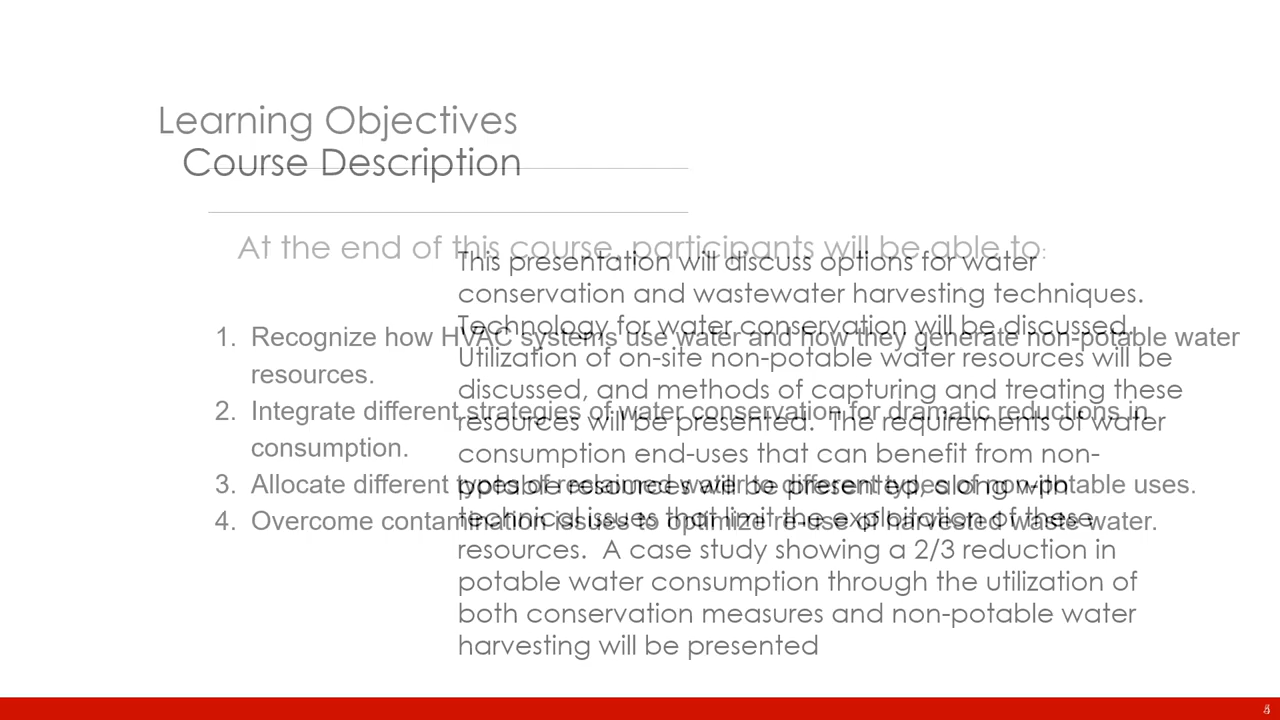 Learning Objectives
Course Description
At the end of this course, participants will be able to:
This presentation will discuss options for water
conservation and wastewater harvesting techniques.
Technology for water conservation will be discussed.
Utilization of on-site non-potable water resources will be
discussed, and methods of capturing and treating these
resources will be presented. The requirements of water
consumption end-uses that can benefit from non-
potable resources will be presented, along with
technical issues that limit the exploitation of these
resources. A case study showing a 2/3 reduction in
potable water consumption through the utilization of
both conservation measures and non-potable water
harvesting will be presented
1. Recognize how HVAC systems use water and how they generate non-potable water
resources.
2. Integrate different strategies of water conservation for dramatic reductions in
consumption.
3. Allocate different types of reclaimed water to different types of non-potable uses.
4. Overcome contamination issues to optimize re-use of harvested waste water.